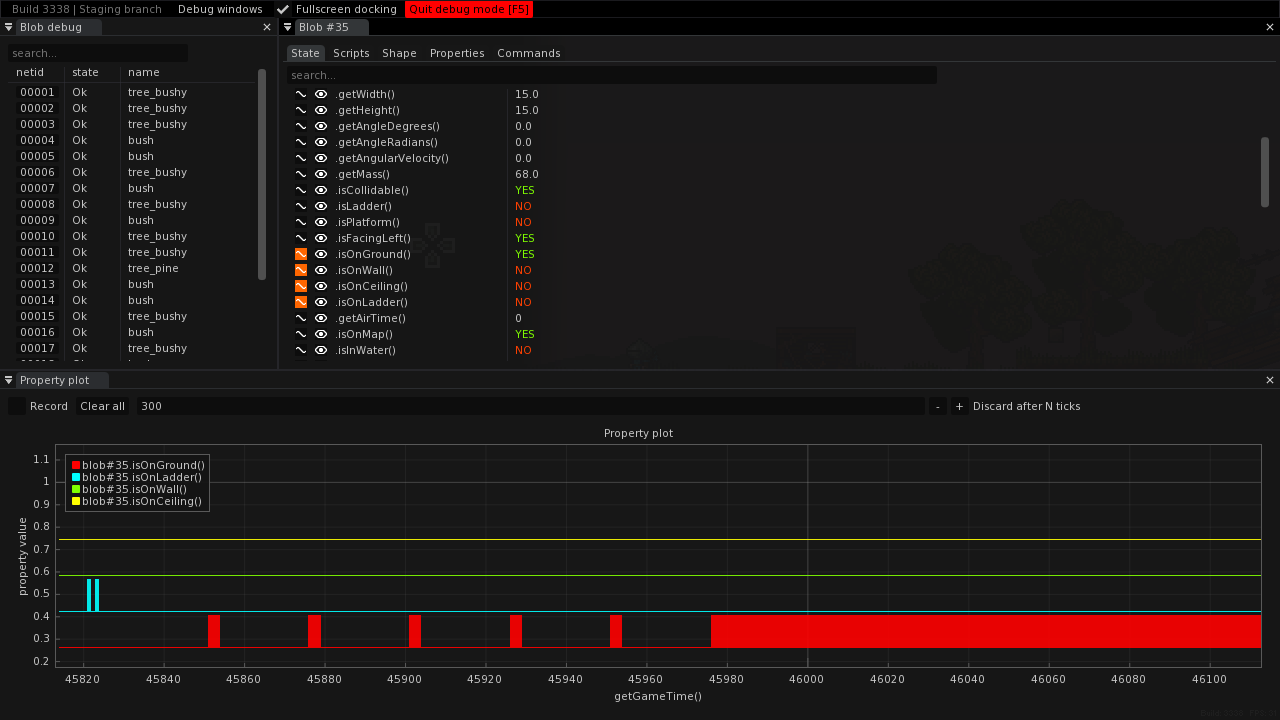 Build 3338 | Staging branch Debug windows Fullscreen docking Quit debug mode [F5]
Blob debug
search...
netid state name
00001 Ok tree_bushy
00002 Ok tree_bushy
00003 Ok tree_bushy
00004 Ok bush
00005 Ok bush
00006 Ok tree_bushy
00007 Ok bush
00008 Ok tree_bushy
00009 Ok bush
00010 Ok tree_bushy
00011 Ok tree_bushy
00012 Ok tree_pine
00013 Ok bush
00014 Ok bush
00015 Ok tree_bushy
00016 Ok bush
00017 Ok tree_bushy
Blob #35
State Scripts Shape Properties Commands
search...
.getWidth() 15.0
.getHeight() 15.0
.getAngleDegrees() 0.0
.getAngleRadians() 0.0
.getAngularVelocity() 0.0
.getMass() 68.0
.isCollidable() YES
.isLadder() NO
.isPlatform() NO
.isFacingLeft() YES
.isOnGround() YES
.isOnWall() NO
.isOnCeiling() NO
.isOnLadder() NO
.getAirTime() 0
.isOnMap() YES
.isInWater() NO
Property plot
Record Clear all 300 - + Discard after N ticks
Property plot
blob#35.isOnGround()
blob#35.isOnLadder()
blob#35.isOnWall()
blob#35.isOnCeiling()
property value
1.1
1
0.9
0.8
0.7
0.6
0.5
0.4
0.3
0.2
45820 45840 45860 45880 45900 45920 45940 45960 45980 46000 46020 46040 46060 46080 46100
getGameTime()